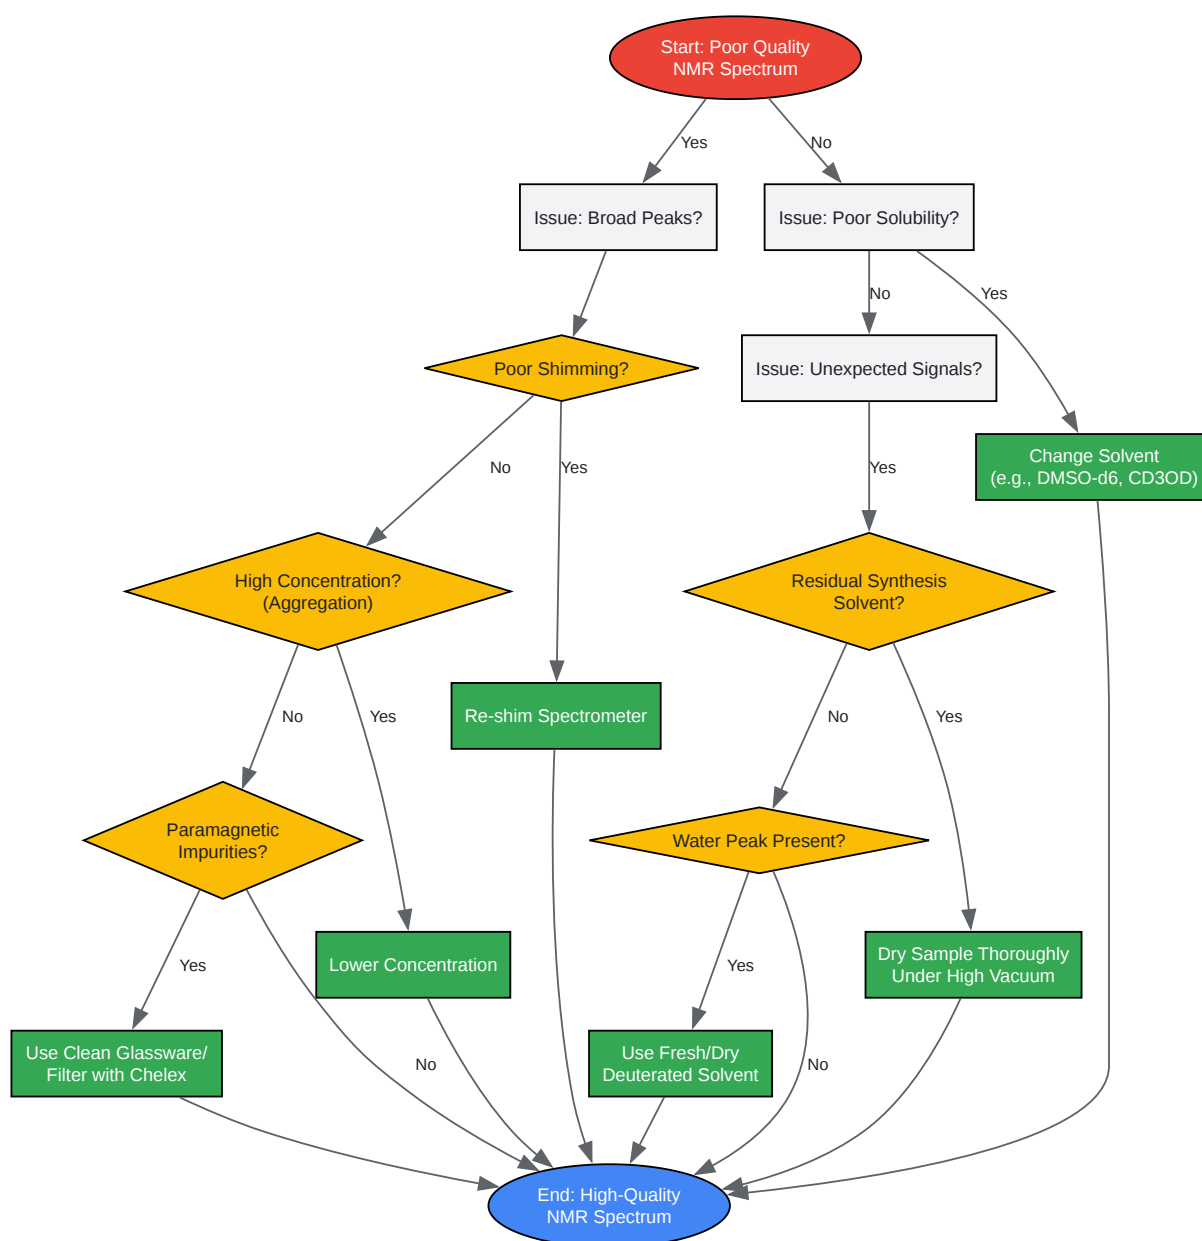 Start: Poor Quality
NMR Spectrum
Yes
No
Issue: Broad Peaks?
Issue: Poor Solubility?
No
Yes
Poor Shimming?
Issue: Unexpected Signals?
Change Solvent
(e.g., DMSO-d6, CD3OD)
No
Yes
Yes
High Concentration?
(Aggregation)
Residual Synthesis
Solvent?
No
Yes
Re-shim Spectrometer
No
Yes
Paramagnetic
Impurities?
Water Peak Present?
Yes
Lower Concentration
Yes
Dry Sample Thoroughly
Under High Vacuum
Use Clean Glassware/
Filter with Chelex
No
Use Fresh/Dry
Deuterated Solvent
No
End: High-Quality
NMR Spectrum